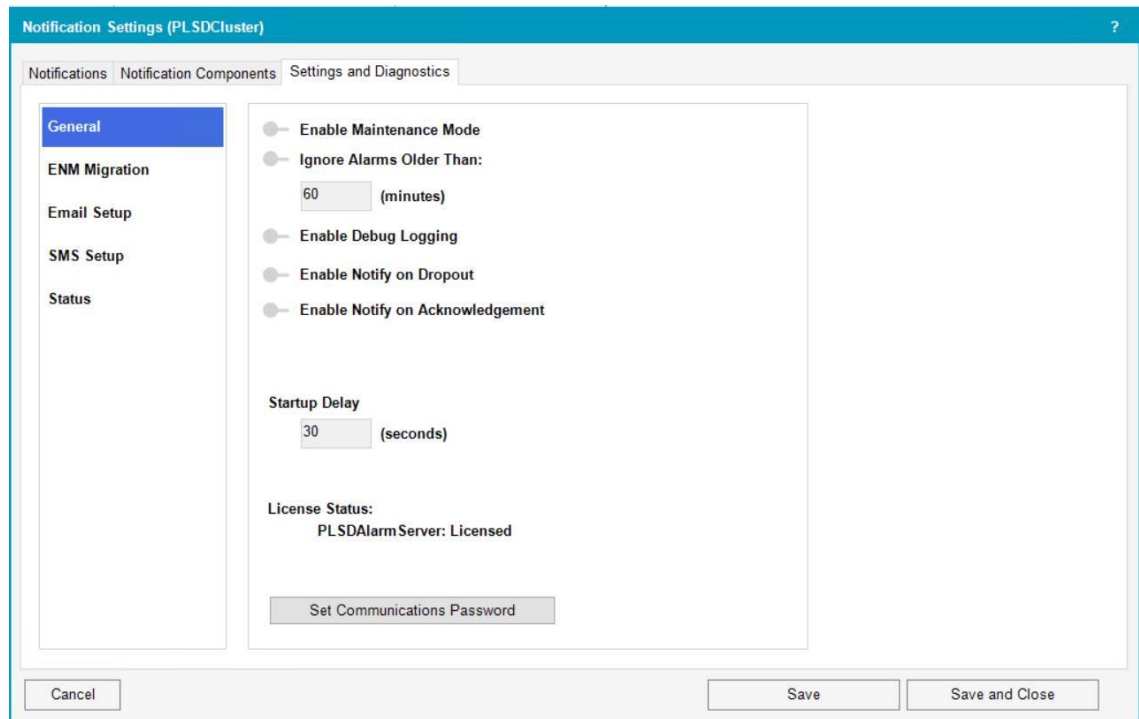 Notification Settings (PLSDCluster) ?
Notifications Notification Components Settings and Diagnostics
General
ENM Migration
Email Setup
SMS Setup
Status
Enable Maintenance Mode
Ignore Alarms Older Than:
60 (minutes)
Enable Debug Logging
Enable Notify on Dropout
Enable Notify on Acknowledgement
Startup Delay
30 (seconds)
License Status:
PLSDAlarmServer: Licensed
Set Communications Password
Cancel Save Save and Close